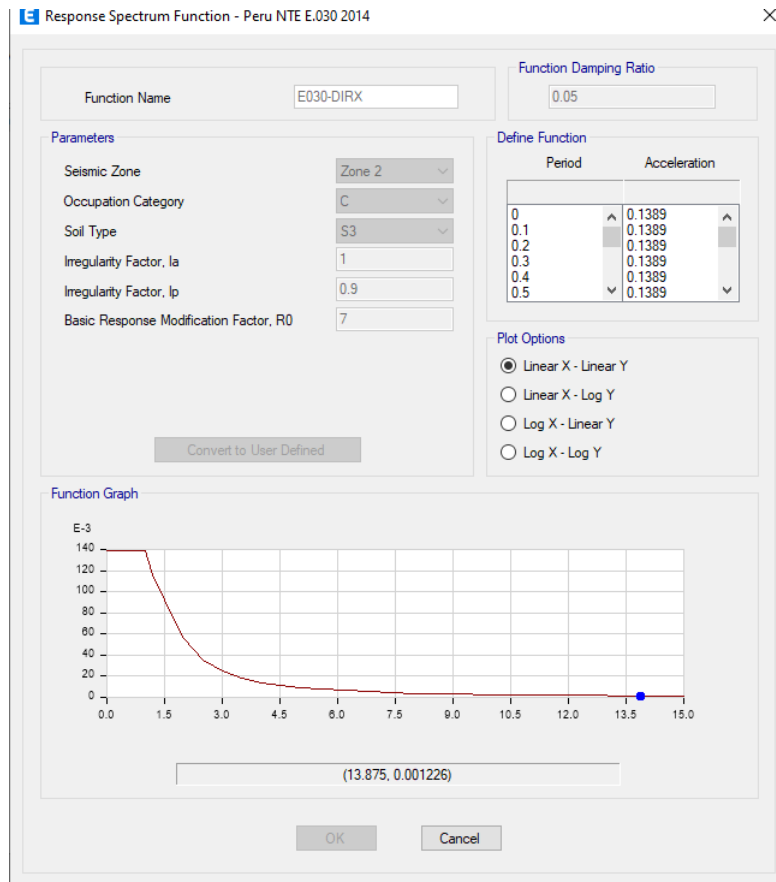 E Response Spectrum Function - Peru NTE E.030 2014
Function Name
E030-DIRX
Function Damping Ratio
0.05
Parameters
Seismic Zone
Zone 2
Occupation Category
C
Soil Type
S3
Irregularity Factor, Ia
1
Irregularity Factor, Ip
0.9
Basic Response Modification Factor, R0
7
Convert to User Defined
Define Function
Period Acceleration
0 0.1389
0.1 0.1389
0.2 0.1389
0.3 0.1389
0.4 0.1389
0.5 0.1389
Plot Options
Linear X - Linear Y
Linear X - Log Y
Log X - Linear Y
Log X - Log Y
Function Graph
E-3
140
120
100
80
60
40
20
0
0.0 1.5 3.0 4.5 6.0 7.5 9.0 10.5 12.0 13.5 15.0
(13.875, 0.001226)
OK Cancel